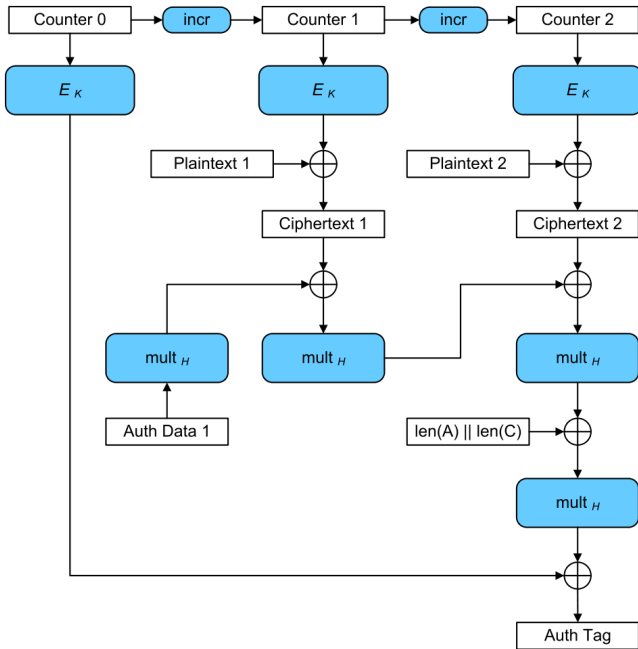 Counter 0
incr
Counter 1
incr
Counter 2
E K
E K
E K
Plaintext 1
Plaintext 2
Ciphertext 1
Ciphertext 2
mult H
mult H
mult H
Auth Data 1
len(A) || len(C)
mult H
Auth Tag